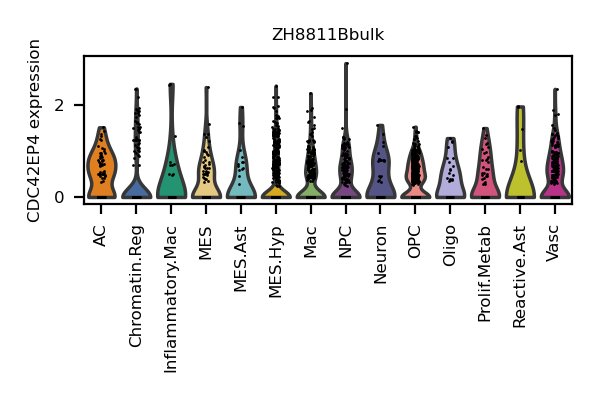 ZH8811Bbulk
CDC42EP4 expression
2
0
AC
Chromatin.Reg
Inflammatory.Mac
MES
MES.Ast
MES.Hyp
Mac
NPC
Neuron
OPC
Oligo
Prolif.Metab
Reactive.Ast
Vasc